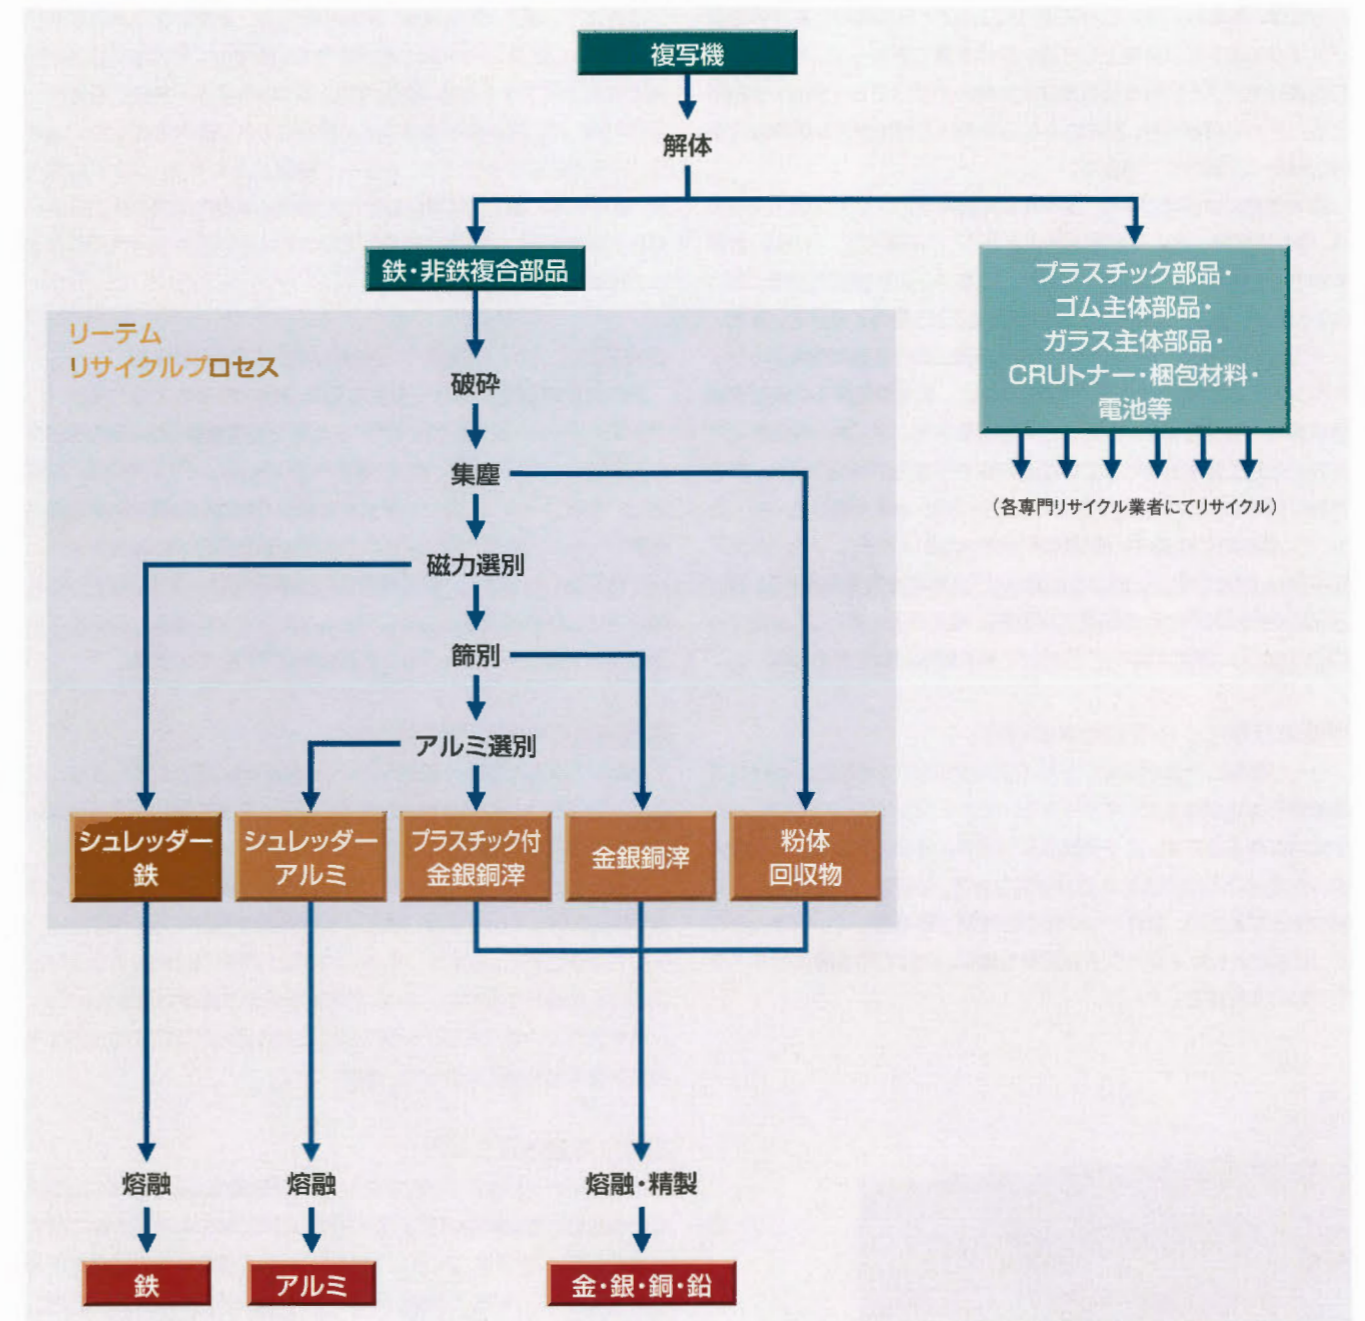 複写機
解体
鉄・非鉄複合部品
プラスチック部品・
ゴム主体部品・
ガラス主体部品・
CRUトナー・梱包材料・
電池等
(各専門リサイクル業者にてリサイクル)
リーテム
リサイクルプロセス
破砕
集塵
磁力選別
篩別
アルミ選別
シュレッダー
鉄
シュレッダー
アルミ
プラスチック付
金銀銅滓
金銀銅滓
粉体
回収物
熔融
熔融
熔融・精製
鉄
アルミ
金・銀・銅・鉛